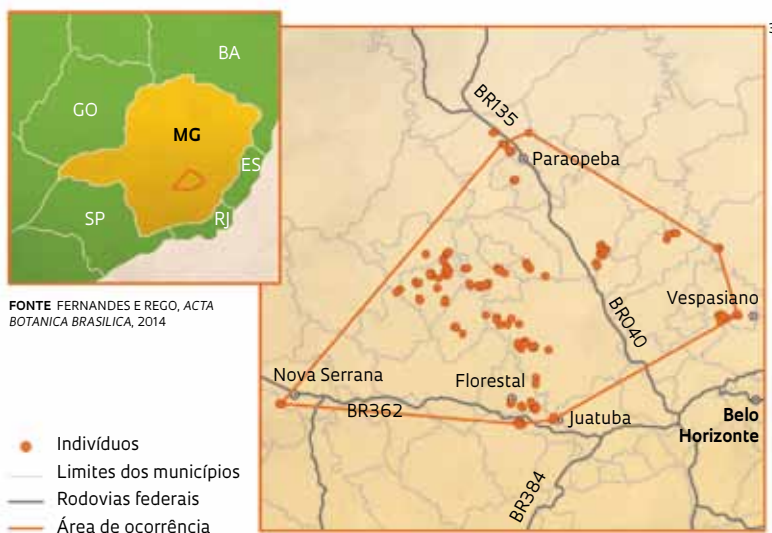 BA
GO
MG
ES
SP
RJ
FONTE FERNANDES E REGO, ACTA
BOTANICA BRASILICA, 2014
Indivíduos
Limites dos municípios
Rodovias federais
Área de ocorrência
3
BR135
Paraopeba
BR040
Vespasiano
Nova Serrana
Florestal
BR362
Juatuba
Belo
Horizonte
BR384